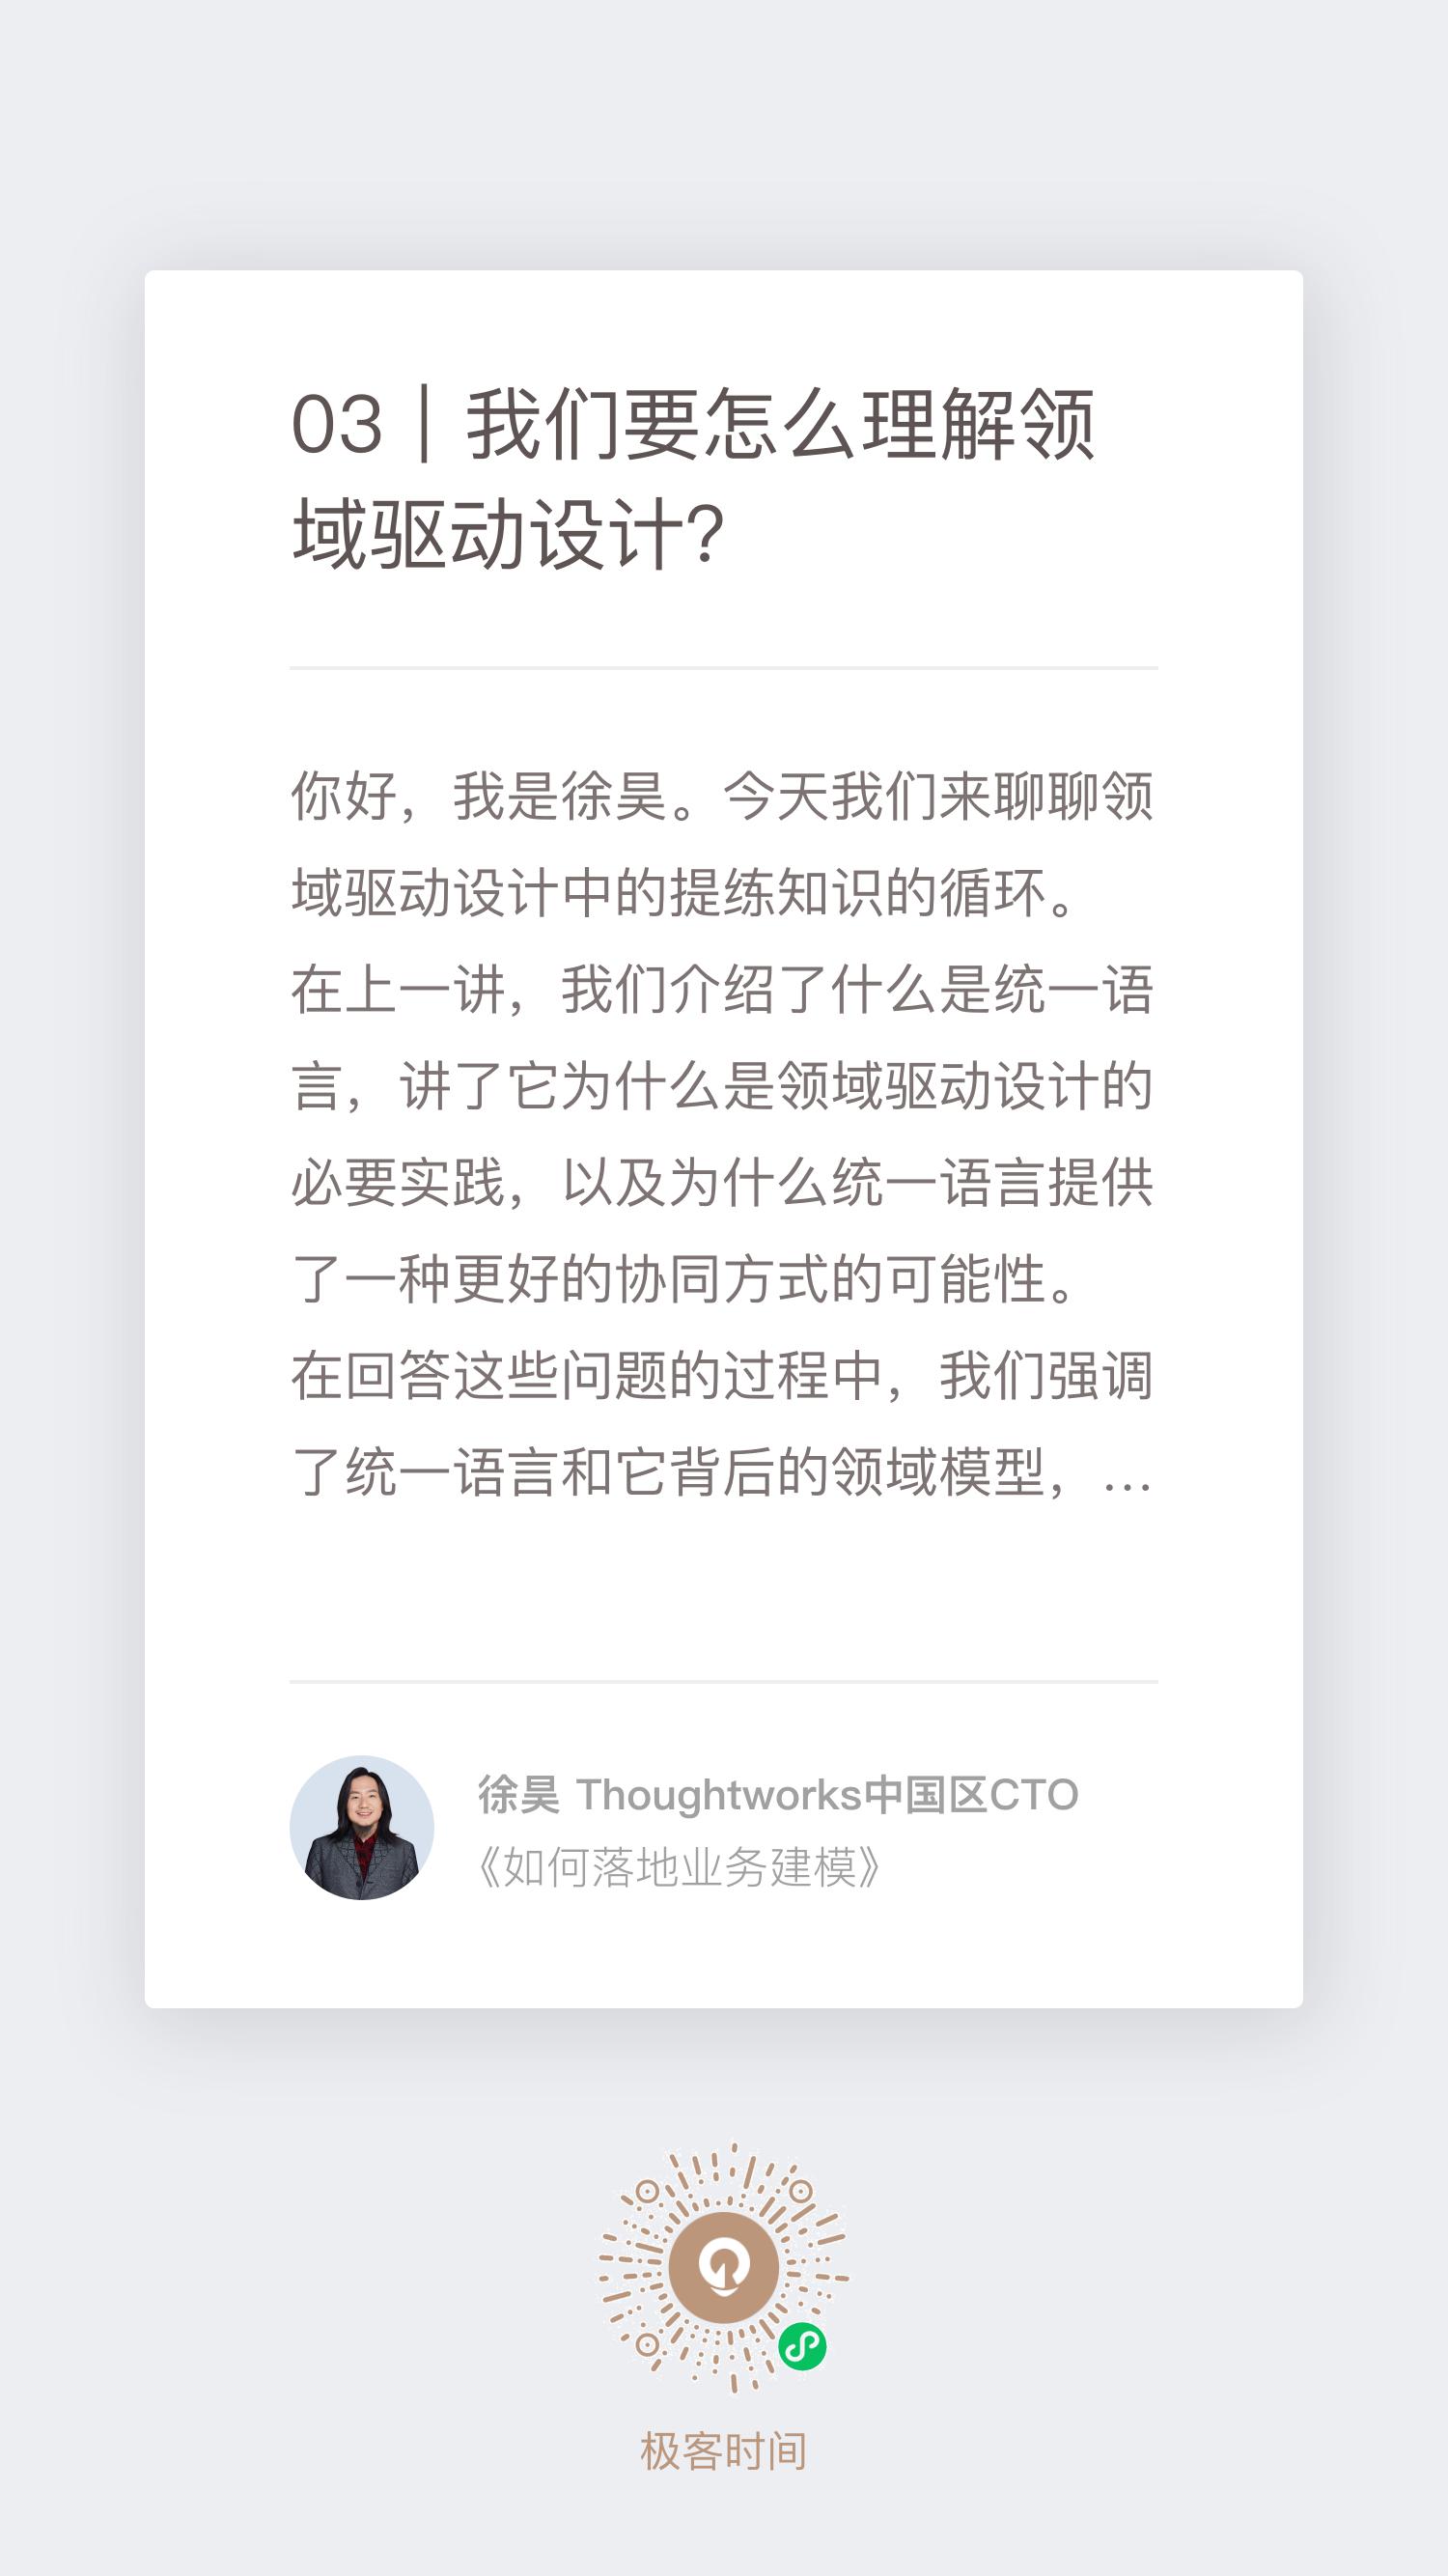 03｜我们要怎么理解领
域驱动设计?
你好，我是徐昊。今天我们来聊聊领
域驱动设计中的提练知识的循环。
在上一讲，我们介绍了什么是统一语
言，讲了它为什么是领域驱动设计的
必要实践，以及为什么统一语言提供
了一种更好的协同方式的可能性。
在回答这些问题的过程中，我们强调
了统一语言和它背后的领域模型，...
徐昊 Thoughtworks中国区CTO
《如何落地业务建模》
极客时间